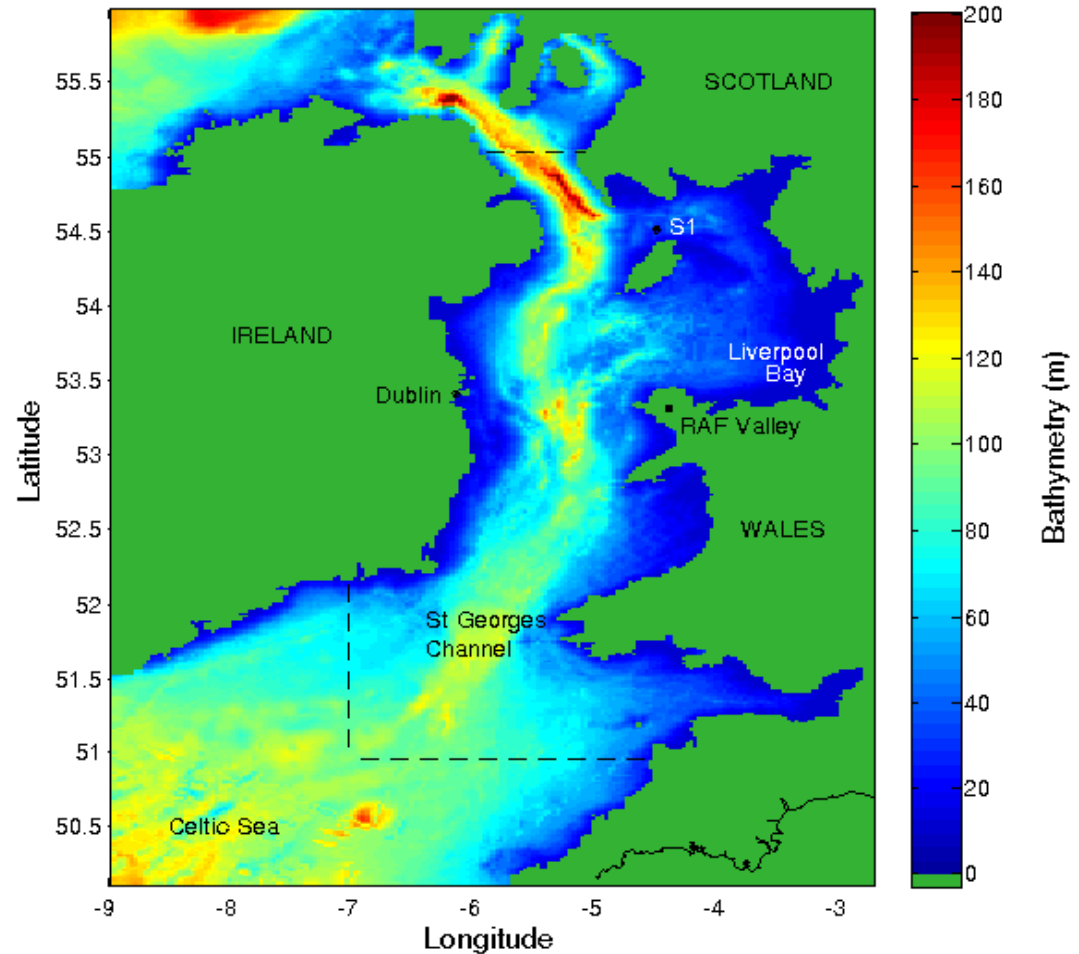 200
180
160
140
120
100
80
60
40
20
0
Bathymetry (m)
55.5
55
54.5
54
53.5
53
52.5
52
51.5
51
50.5
Latitude
SCOTLAND
S1
IRELAND
Liverpool
Bay
Dublin
RAF Valley
WALES
St Georges
Channel
Celtic Sea
-9
-8
-7
-6
-5
-4
-3
Longitude